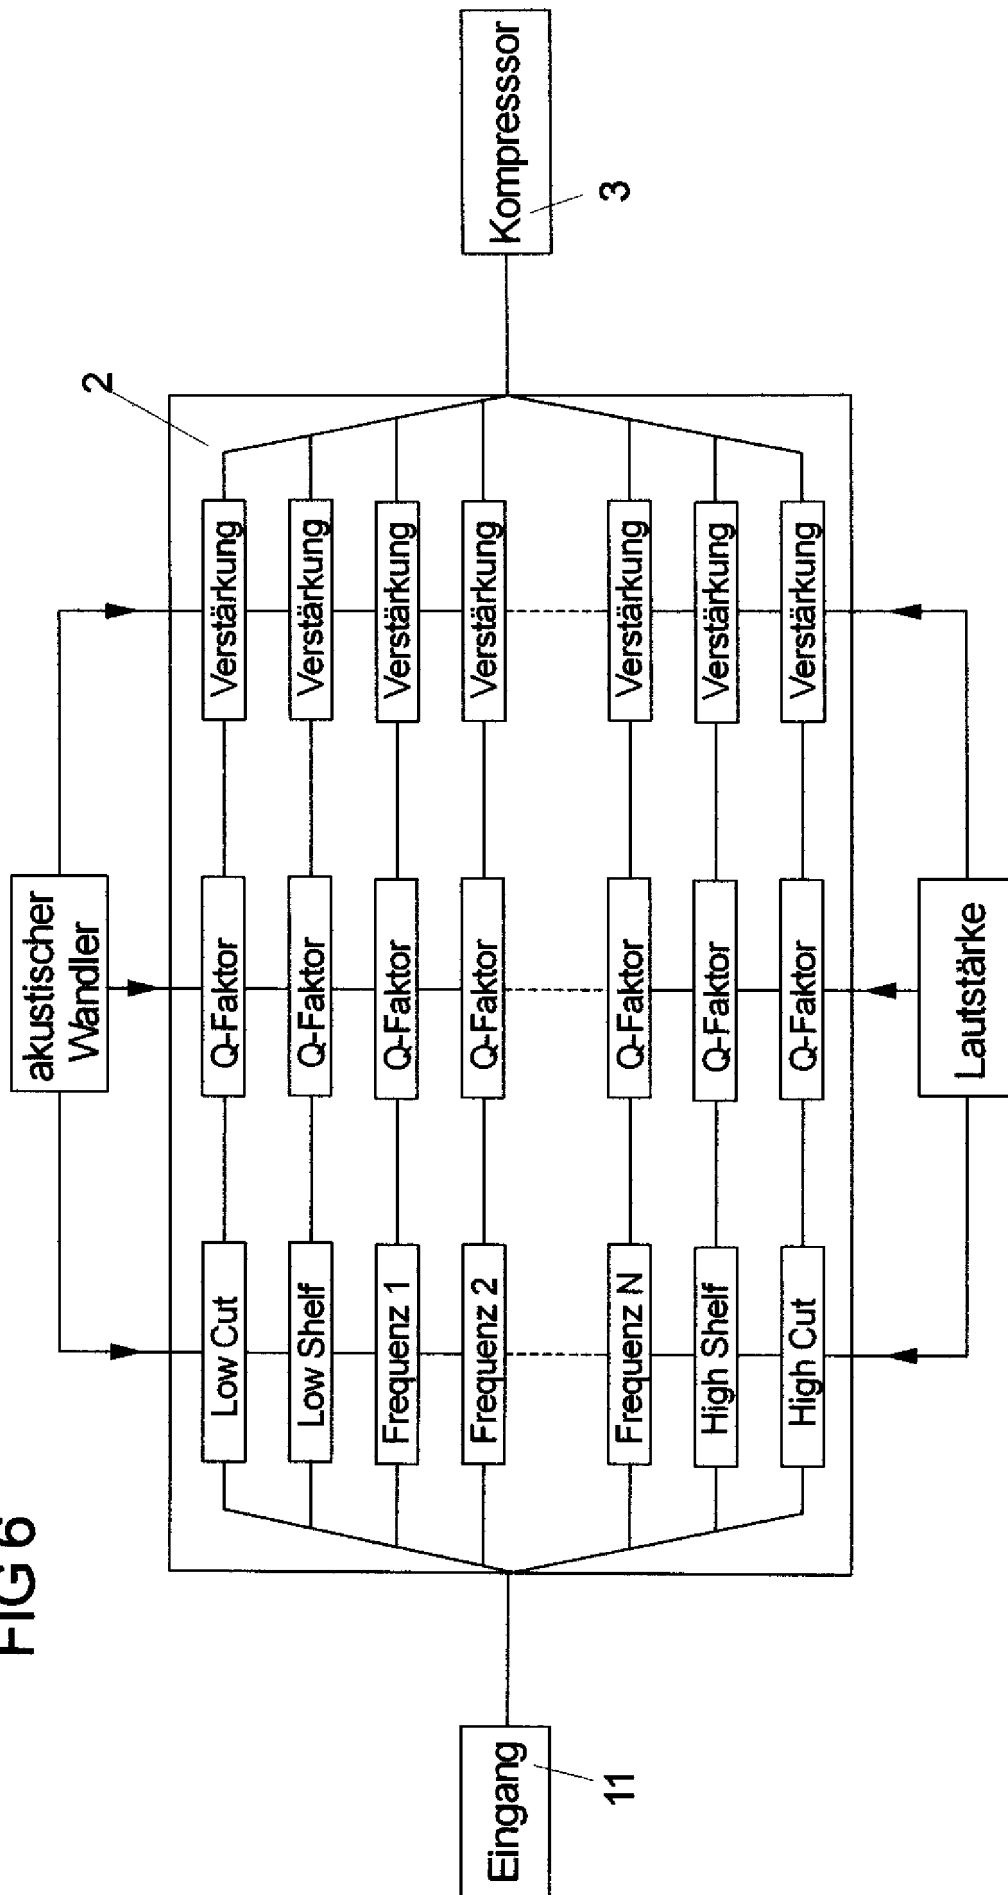 FIG 6
akustischer
Wandler
2
Low Cut
Q-Faktor
Verstärkung
Low Shelf
Q-Faktor
Verstärkung
Frequenz 1
Q-Faktor
Verstärkung
Frequenz 2
Q-Faktor
Verstärkung
Eingang
11
Kompresssor
3
Frequenz N
Q-Faktor
Verstärkung
High Shelf
Q-Faktor
Verstärkung
High Cut
Q-Faktor
Verstärkung
Lautstärke